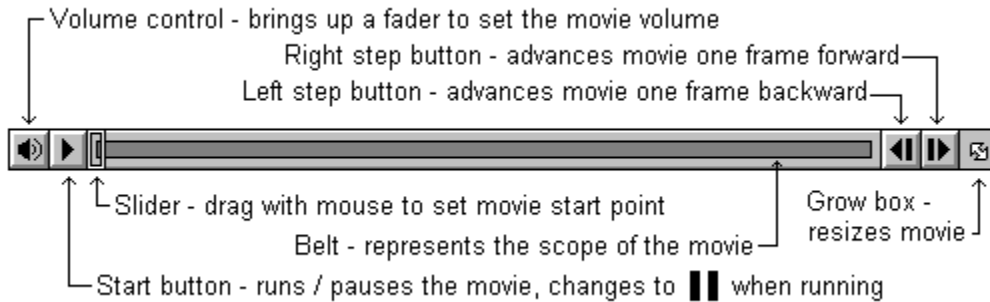 Volume control - brings up a fader to set the movie volume
Right step button - advances movie one frame forward
Left step button - advances movie one frame backward
Slider - drag with mouse to set movie start point
Grow box -
resizes movie
Belt - represents the scope of the movie
Start button - runs / pauses the movie, changes to when running